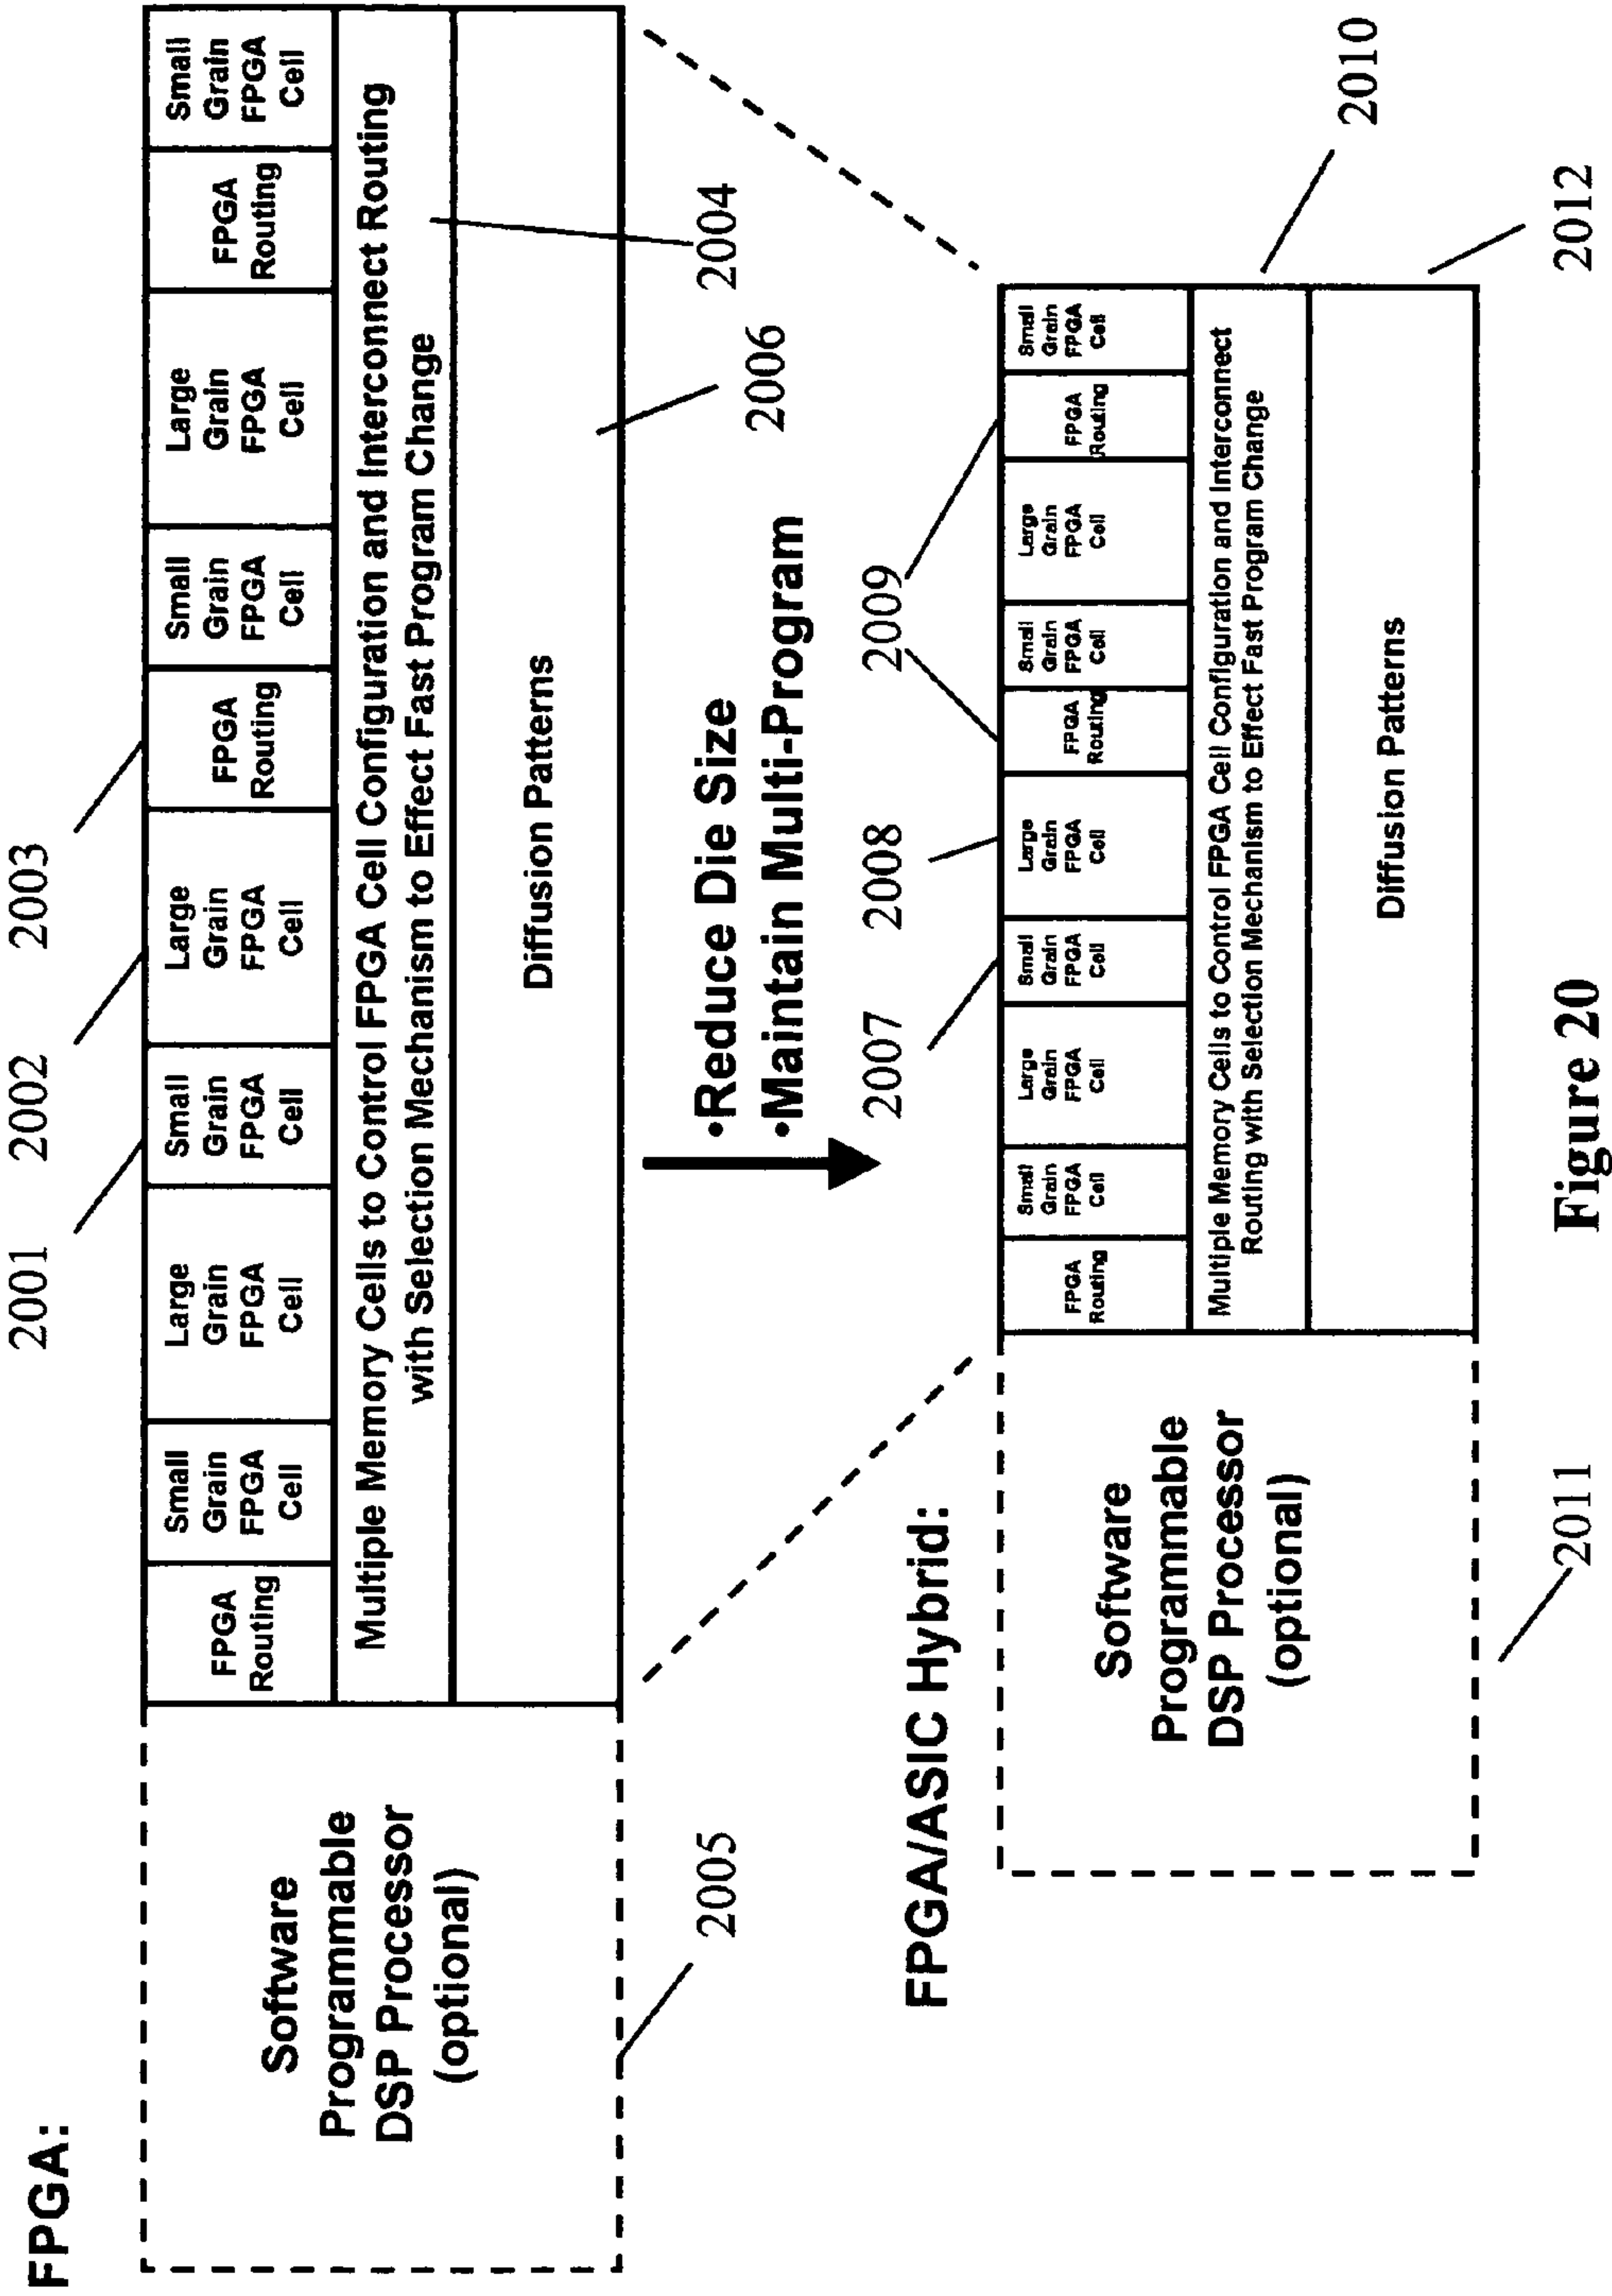 FPGA:
2001
2002
2003
Software
Programmable
DSP Processor
(optional)
FPGA
Routing
Small
Grain
FPGA
Cell
Large
Grain
FPGA
Cell
Small
Grain
FPGA
Cell
Large
Grain
FPGA
Cell
FPGA
Routing
Small
Grain
FPGA
Cell
Large
Grain
FPGA
Cell
FPGA
Routing
Small
Grain
FPGA
Cell
Multiple Memory Cells to Control FPGA Cell Configuration and Interconnect Routing
with Selection Mechanism to Effect Fast Program Change
Diffusion Patterns
2005
2006
2004
•Reduce Die Size
•Maintain Multi-Program
FPGA/ASIC Hybrid:
2007
2008
2009
Software
Programmable
DSP Processor
(optional)
FPGA
Routing
Small
Grain
FPGA
Cell
Large
Grain
FPGA
Cell
Small
Grain
FPGA
Cell
Large
Grain
FPGA
Cell
FPGA
Routing
Small
Grain
FPGA
Cell
Large
Grain
FPGA
Cell
FPGA
Routing
Small
Grain
FPGA
Cell
Multiple Memory Cells to Control FPGA Cell Configuration and Interconnect
Routing with Selection Mechanism to Effect Fast Program Change
Diffusion Patterns
2010
2011
2012
Figure 20